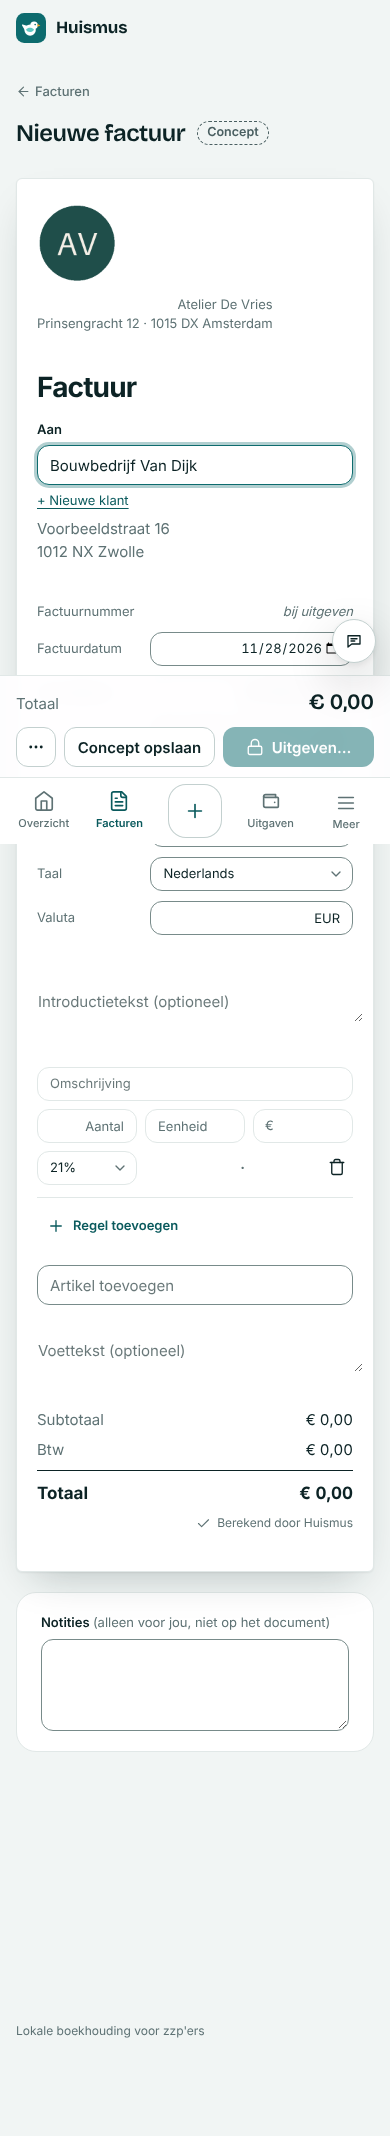 Huismus
Facturen
Nieuwe factuur Concept
AV
Atelier De Vries
Prinsengracht 12 · 1015 DX Amsterdam
Factuur
Aan
Bouwbedrijf Van Dijk
+ Nieuwe klant
Voorbeeldstraat 16
1012 NX Zwolle
Factuurnummer bij uitgeven
Factuurdatum 11/28/2026
Totaal € 0,00
... Concept opslaan Uitgeven...
Overzicht Facturen + Uitgaven Meer
Taal Nederlands
Valuta EUR
Introductietekst (optioneel)
Omschrijving
Aantal Eenheid €
21% ·
+ Regel toevoegen
Artikel toevoegen
Voettekst (optioneel)
Subtotaal € 0,00
Btw € 0,00
Totaal € 0,00
Berekend door Huismus
Notities (alleen voor jou, niet op het document)
Lokale boekhouding voor zzp'ers